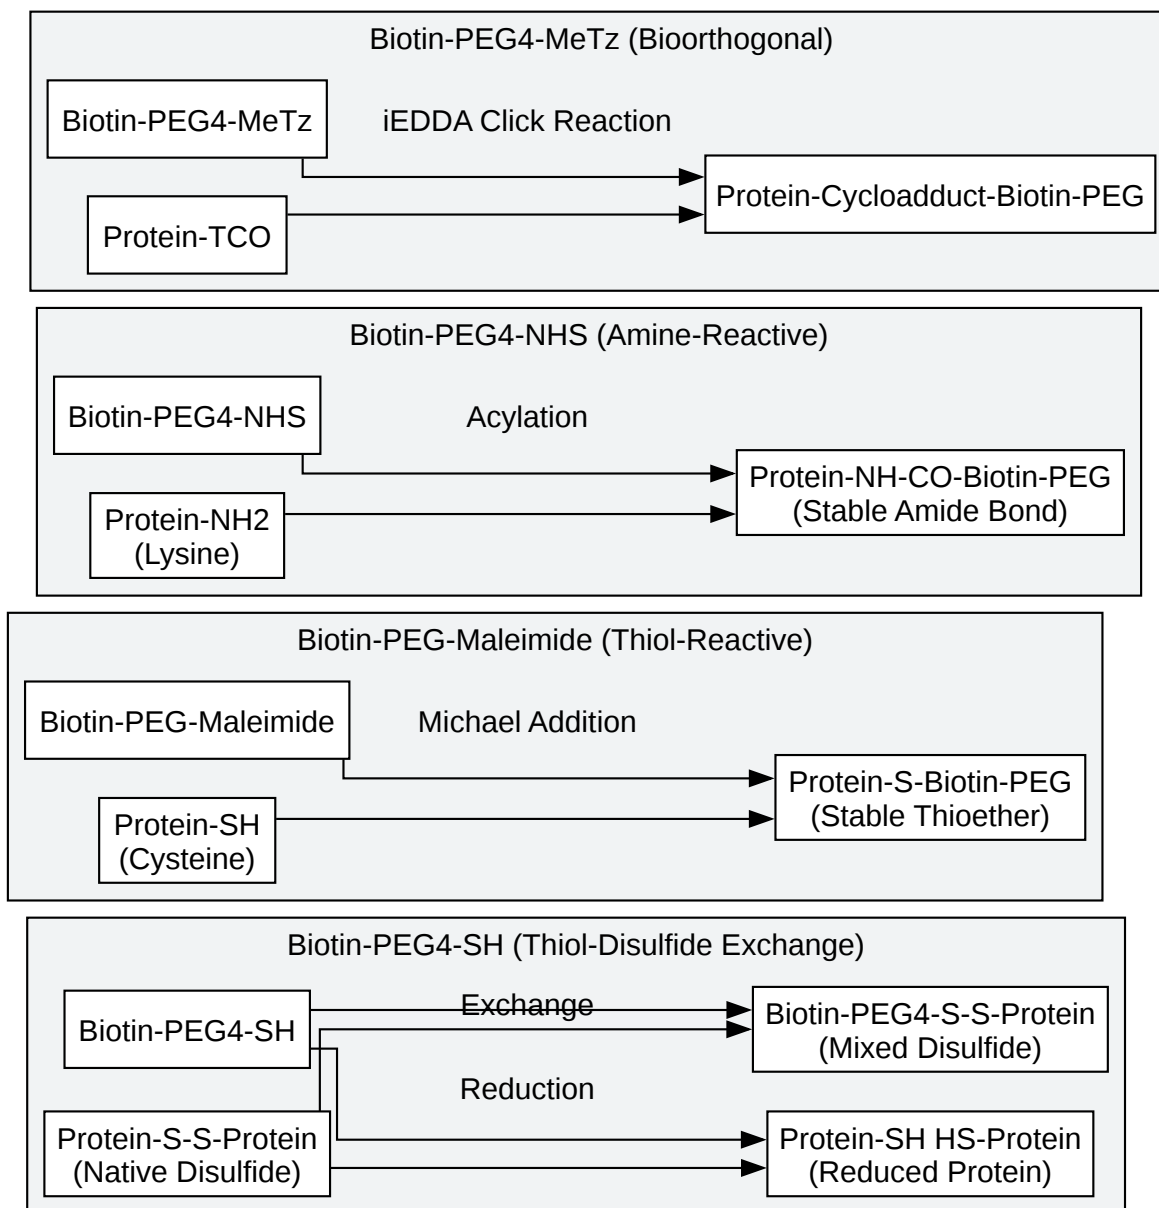 Biotin-PEG4-MeTz (Bioorthogonal)
Biotin-PEG4-MeTz
iEDDA Click Reaction
Protein-Cycloadduct-Biotin-PEG
Protein-TCO
Biotin-PEG4-NHS (Amine-Reactive)
Biotin-PEG4-NHS
Acylation
Protein-NH-CO-Biotin-PEG
(Stable Amide Bond)
Protein-NH2
(Lysine)
Biotin-PEG-Maleimide (Thiol-Reactive)
Biotin-PEG-Maleimide
Michael Addition
Protein-S-Biotin-PEG
(Stable Thioether)
Protein-SH
(Cysteine)
Biotin-PEG4-SH (Thiol-Disulfide Exchange)
Biotin-PEG4-SH
Exchange
Biotin-PEG4-S-S-Protein
(Mixed Disulfide)
Reduction
Protein-S-S-Protein
(Native Disulfide)
Protein-SH HS-Protein
(Reduced Protein)